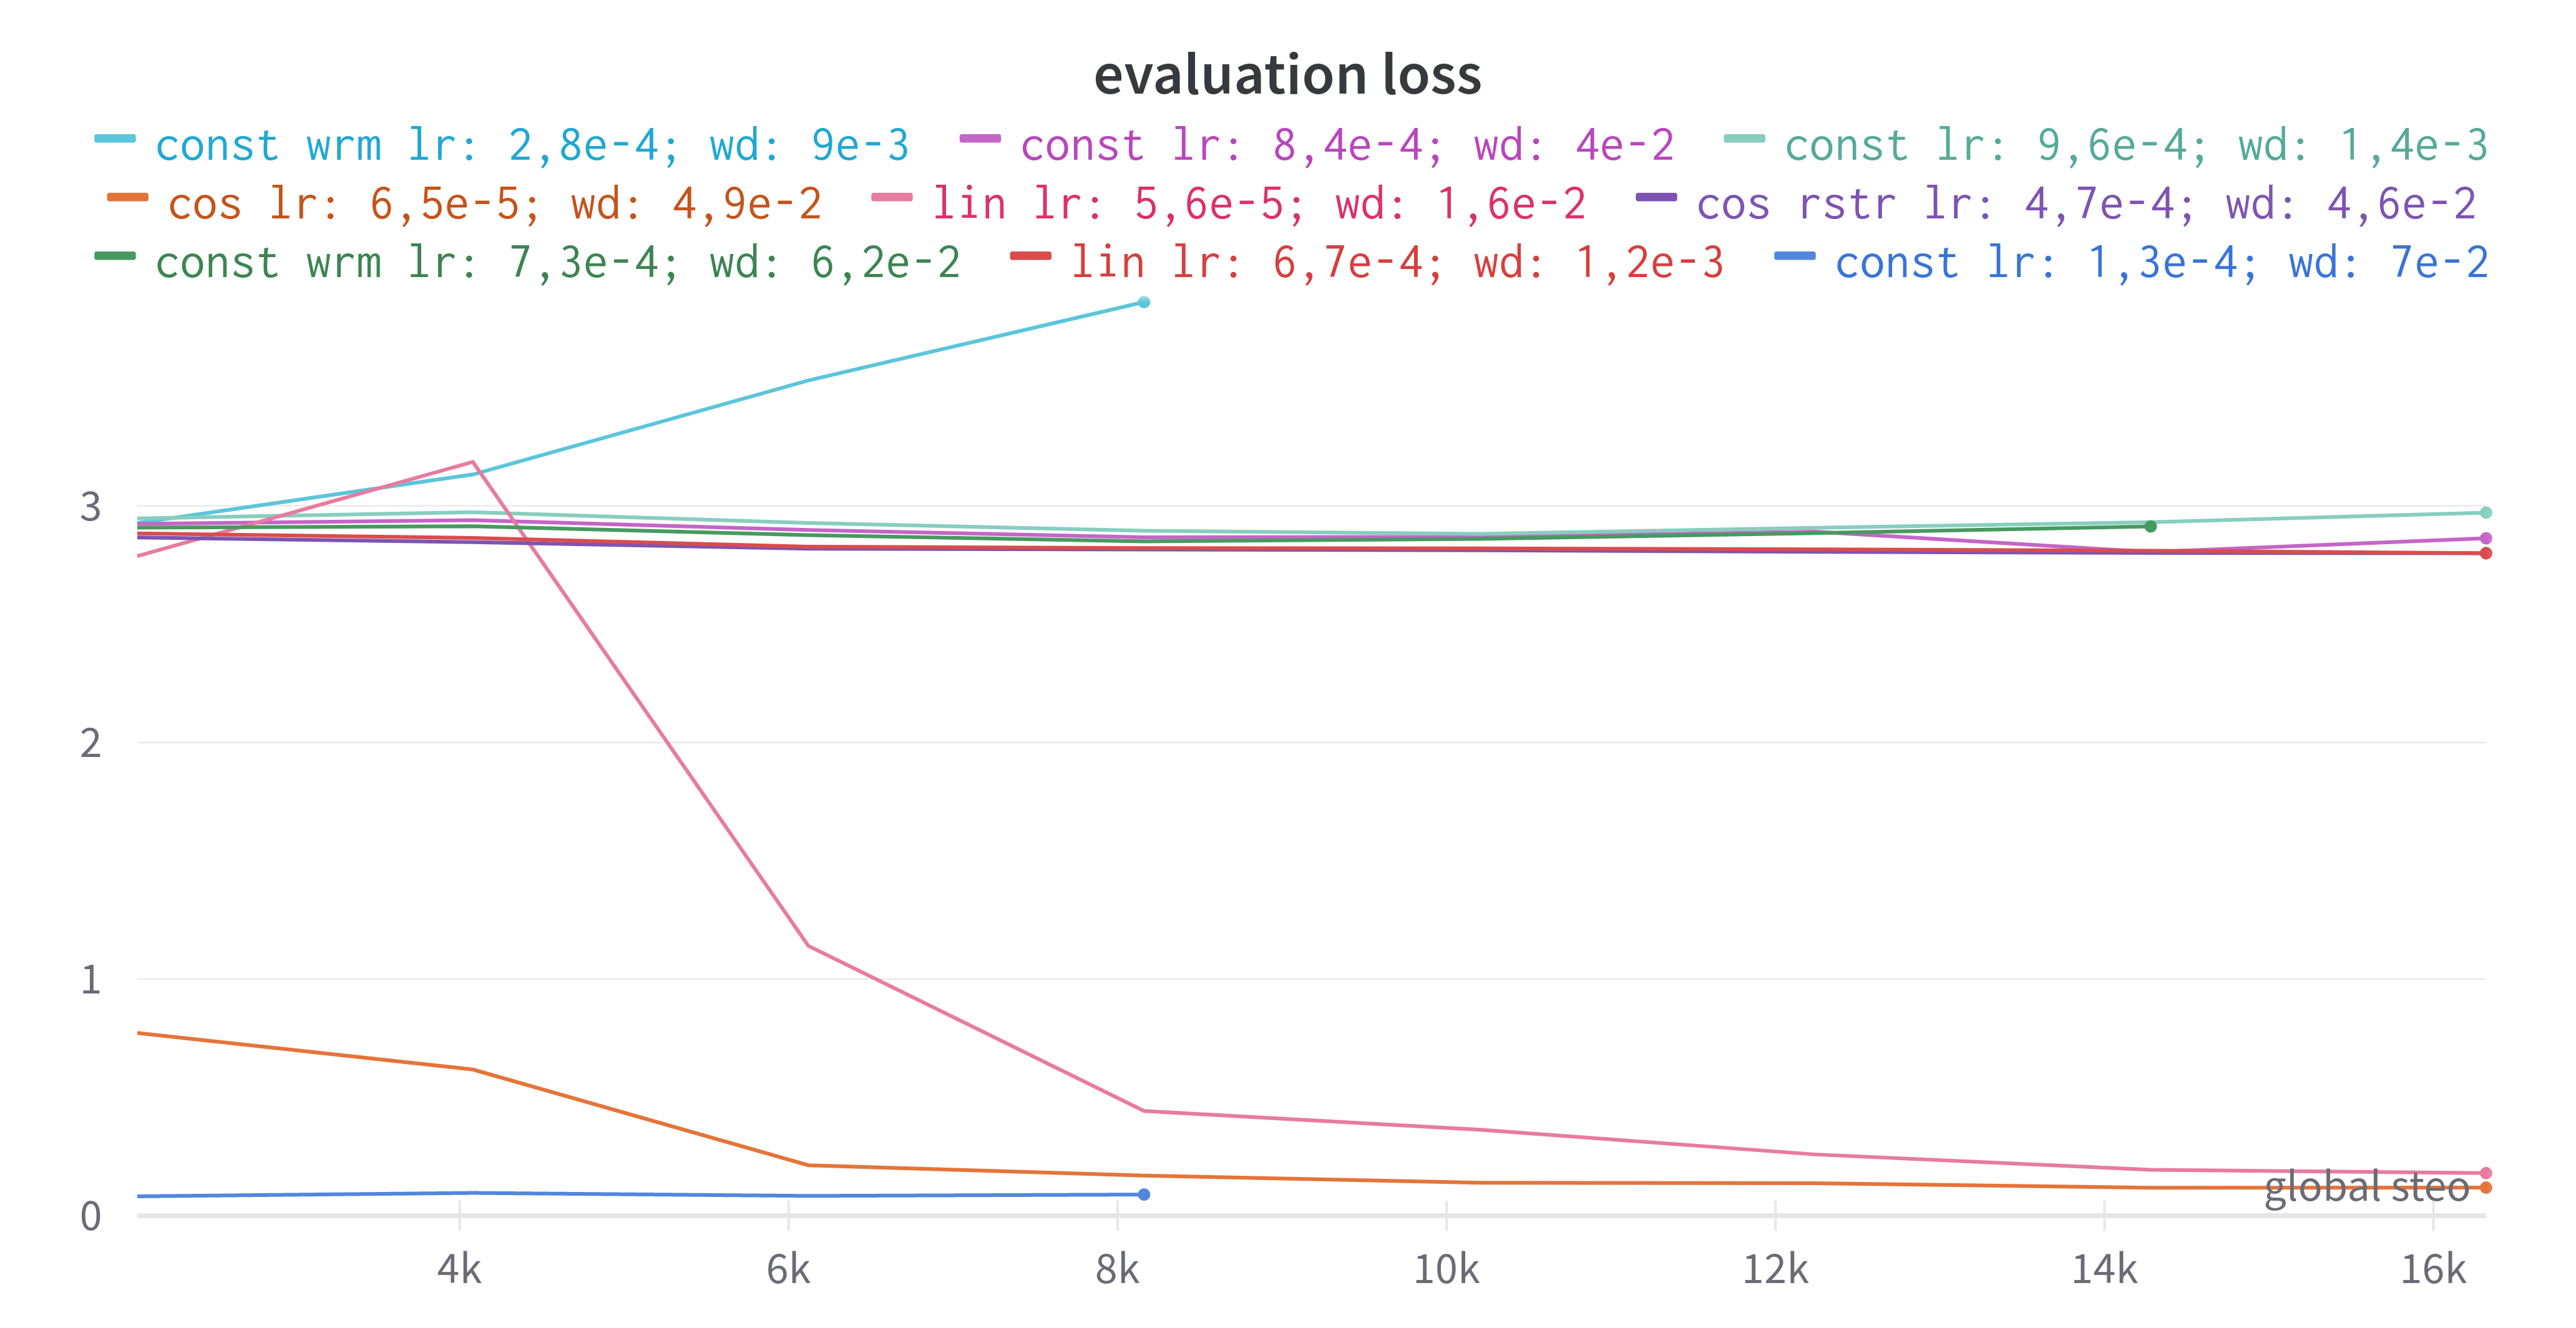 evaluation loss
const wrm lr: 2,8e-4; wd: 9e-3 const lr: 8,4e-4; wd: 4e-2 const lr: 9,6e-4; wd: 1,4e-3
cos lr: 6,5e-5; wd: 4,9e-2 lin lr: 5,6e-5; wd: 1,6e-2 cos rstr lr: 4,7e-4; wd: 4,6e-2
const wrm lr: 7,3e-4; wd: 6,2e-2 lin lr: 6,7e-4; wd: 1,2e-3 const lr: 1,3e-4; wd: 7e-2
3
2
1
global steo
0
4k 6k 8k 10k 12k 14k 16k